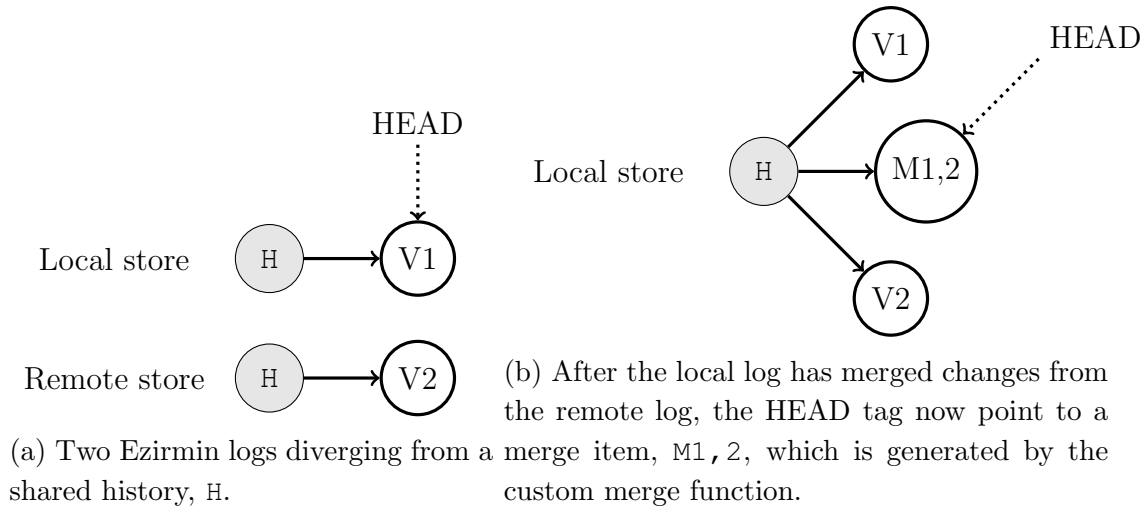 HEAD
Local store H V1
Remote store H V2
(a) Two Ezirmin logs diverging from a
shared history, H.
V1
HEAD
Local store H M1,2
V2
(b) After the local log has merged changes from
the remote log, the HEAD tag now point to a
merge item, M1,2, which is generated by the
custom merge function.